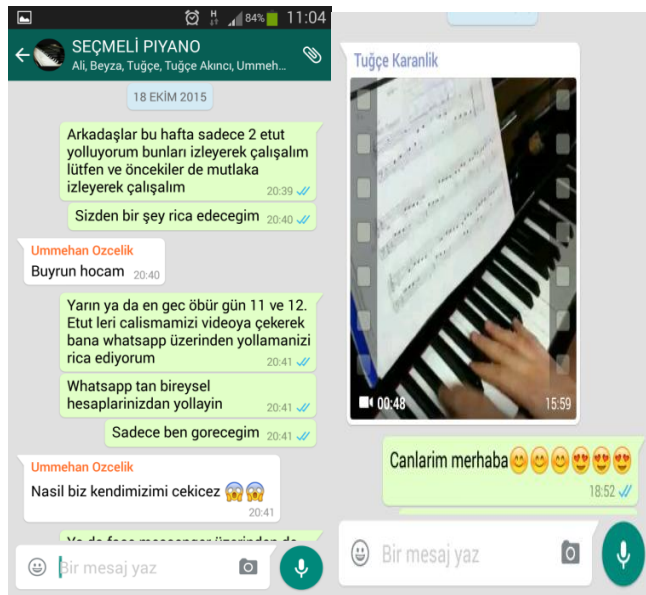 84% 11:04
SEÇMELİ PIYANO
Ali, Beyza, Tuğçe, Tuğçe Akıncı, Ummeh...
18 EKİM 2015
Arkadaşlar bu hafta sadece 2 etut
yolluyorum bunları izleyerek çalışalım
lütfen ve öncekiler de mutlaka
izleyerek çalışalım 20:39
Sizden bir şey rica edecegim 20:40
Ummehan Ozcelik
Buyrun hocam 20:40
Yarın ya da en gec öbür gün 11 ve 12.
Etut leri calismamizi videoya çekerek
bana whatsapp üzerinden yollamanizi
rica ediyorum 20:41
Whatsapp tan bireysel
hesaplarinizdan yollayin 20:41
Sadece ben gorecegim 20:41
Ummehan Ozcelik
Nasil biz kendimizimi cekicez 😱😱
20:41
Bir mesaj yaz
Tuğçe Karanlik
00:48 15:59
Canlarim merhaba😊😊😊😍😍😍
18:52
Bir mesaj yaz